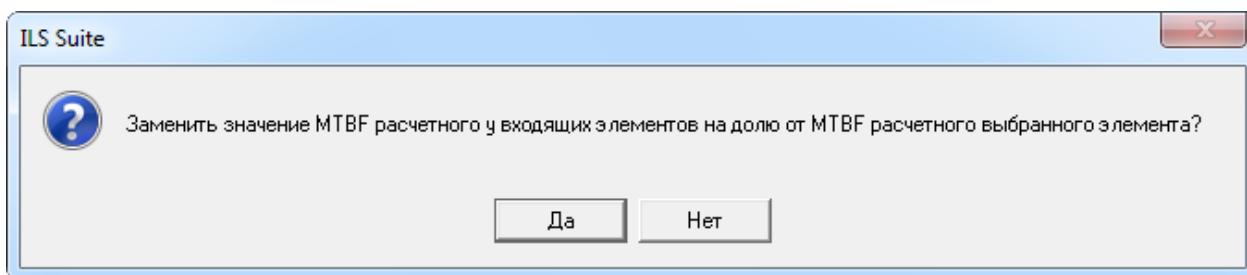 ILS Suite
Заменить значение MTBF расчетного у входящих элементов на долю от MTBF расчетного выбранного элемента?
Да
Нет